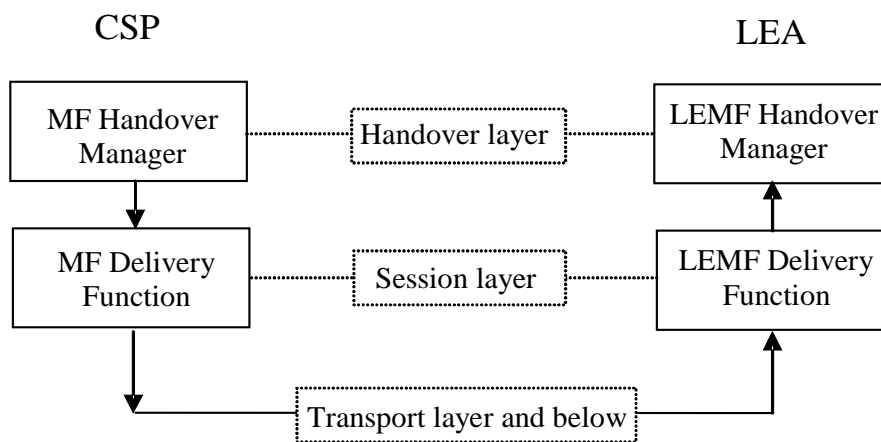 CSP
LEA
MF Handover
Manager
Handover layer
LEMF Handover
Manager
MF Delivery
Function
Session layer
LEMF Delivery
Function
Transport layer and below